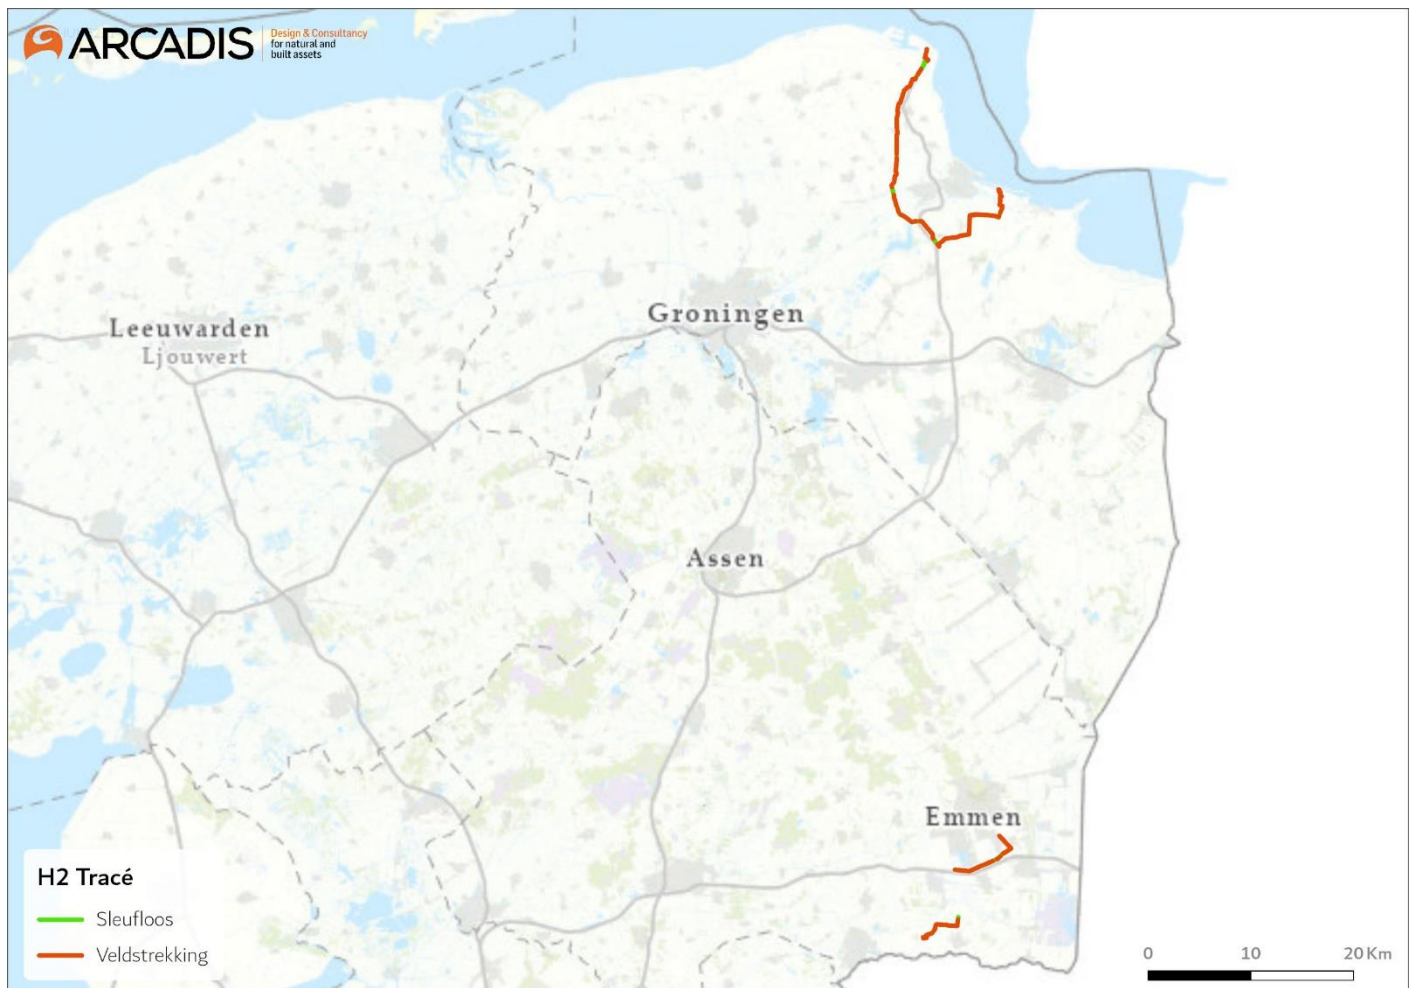 ARCADIS
Design & Consultancy
for natural and
built assets
Groningen
Leeuwarden
Ljouwert
Assen
Emmen
H2 Tracé
Sleufloos
Veldstrekking
0 10 20 Km